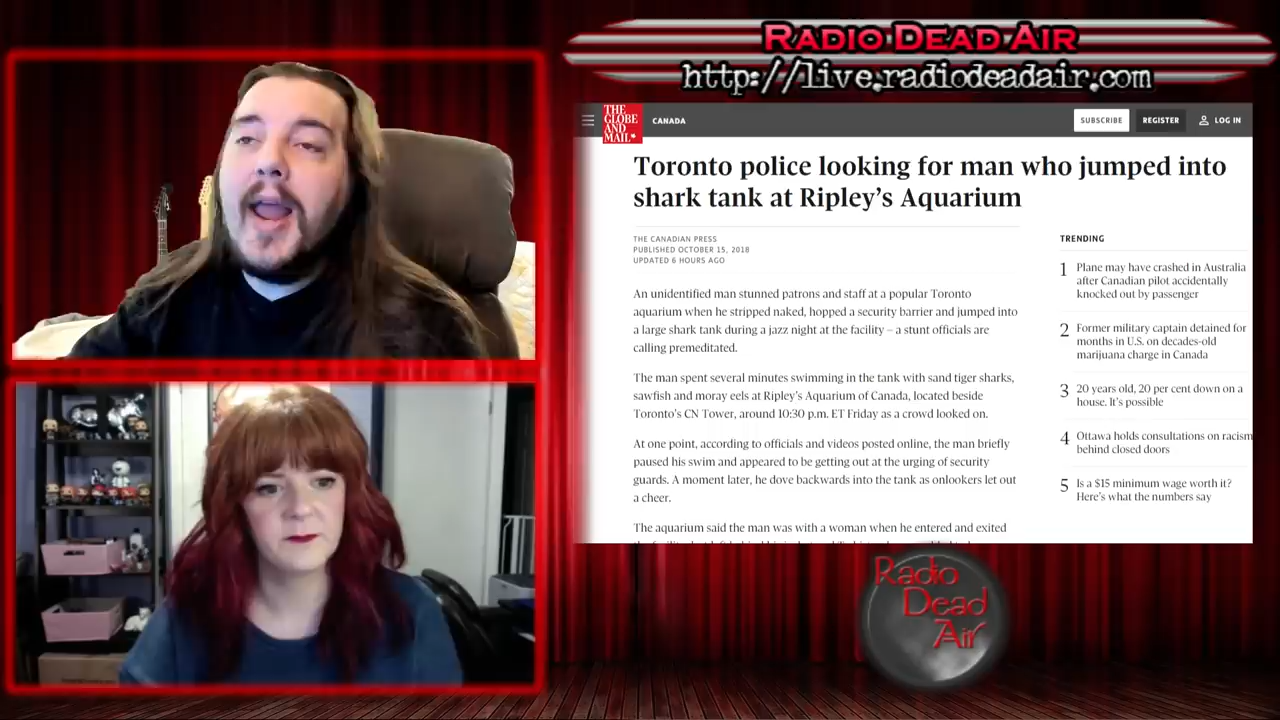 RADIO DEAD AIR
http://live.radiodeadair.com
THE
GLOBE
AND
MAIL
CANADA
SUBSCRIBE
REGISTER
LOG IN
Toronto police looking for man who jumped into
shark tank at Ripley’s Aquarium
THE CANADIAN PRESS
PUBLISHED OCTOBER 15, 2018
UPDATED 6 HOURS AGO
An unidentified man stunned patrons and staff at a popular Toronto
aquarium when he stripped naked, hopped a security barrier and jumped into
a large shark tank during a jazz night at the facility – a stunt officials are
calling premeditated.
The man spent several minutes swimming in the tank with sand tiger sharks,
sawfish and moray eels at Ripley’s Aquarium of Canada, located beside
Toronto’s CN Tower, around 10:30 p.m. ET Friday as a crowd looked on.
At one point, according to officials and videos posted online, the man briefly
paused his swim and appeared to be getting out at the urging of security
guards. A moment later, he dove backwards into the tank as onlookers let out
a cheer.
The aquarium said the man was with a woman when he entered and exited
TRENDING
1 Plane may have crashed in Australia
after Canadian pilot accidentally
knocked out by passenger
2 Former military captain detained for
months in U.S. on decades-old
marijuana charge in Canada
3 20 years old, 20 per cent down on a
house. It’s possible
4 Ottawa holds consultations on racism
behind closed doors
5 Is a $15 minimum wage worth it?
Here’s what the numbers say
Radio
Dead
Air